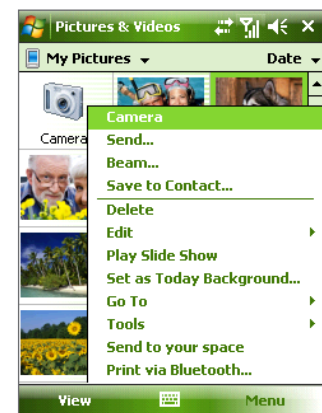 Pictures & Videos
My Pictures Date
Camera
Camera
Send...
Beam...
Save to Contact...
Delete
Edit
Play Slide Show
Set as Today Background...
Go To
Tools
Send to your space
Print via Bluetooth...
View Menu